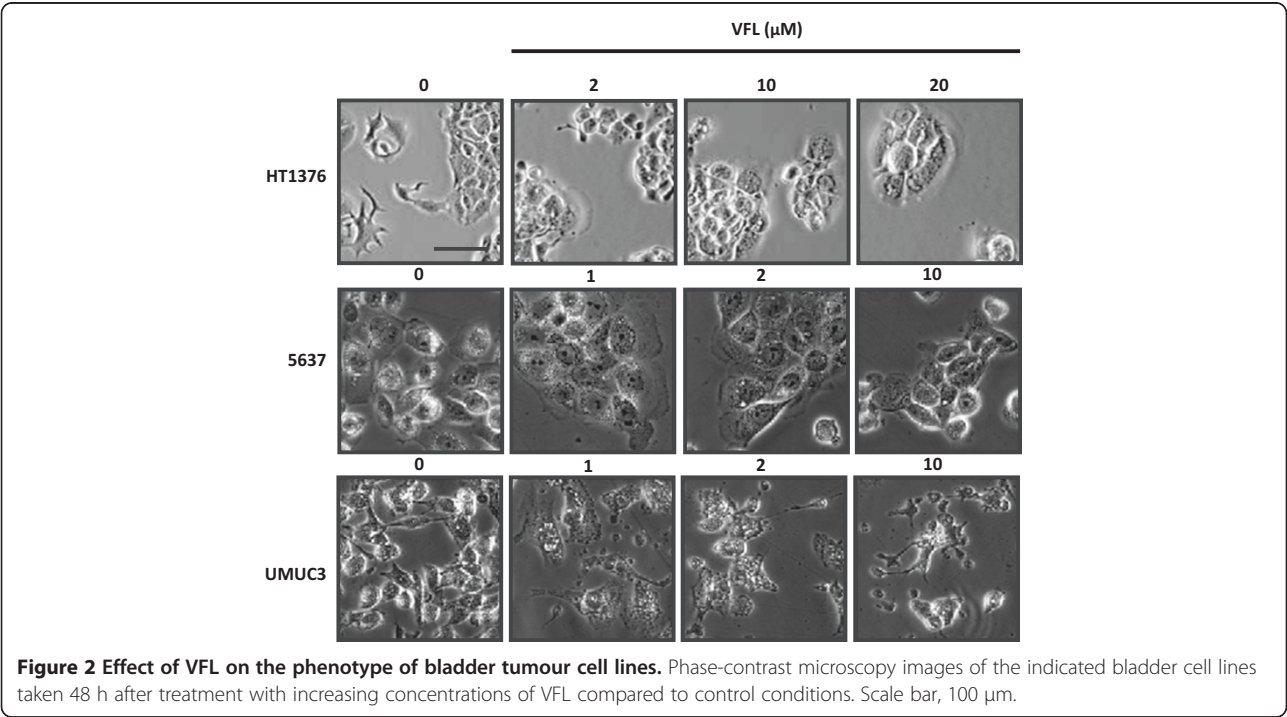 VFL (µM)
0 2 10 20
HT1376
0 1 2 10
5637
0 1 2 10
UMUC3
Figure 2 Effect of VFL on the phenotype of bladder tumour cell lines. Phase-contrast microscopy images of the indicated bladder cell lines
taken 48 h after treatment with increasing concentrations of VFL compared to control conditions. Scale bar, 100 µm.